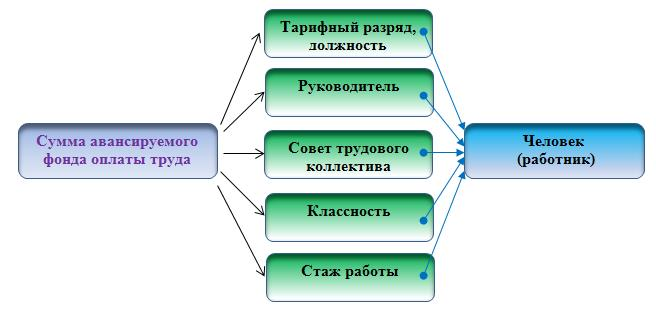 Тарифный разряд,
должность
Руководитель
Сумма авансируемого
фонда оплаты труда
Совет трудового
коллектива
Человек
(работник)
Классность
Стаж работы